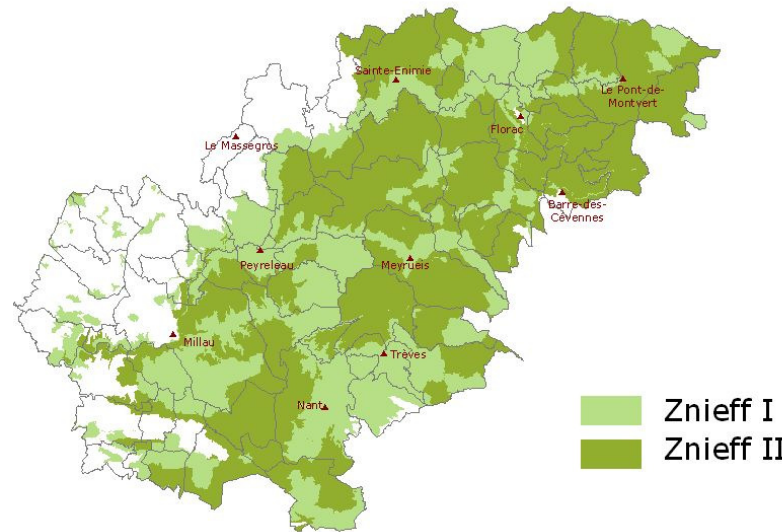 Sainte-Enimie
Le Pont-de-
Montvert
Florac
Le Massegros
Barre-des-
Cévennes
Peyreleau
Meyrueis
Millau
Trèves
Nant
Znieff I
Znieff II